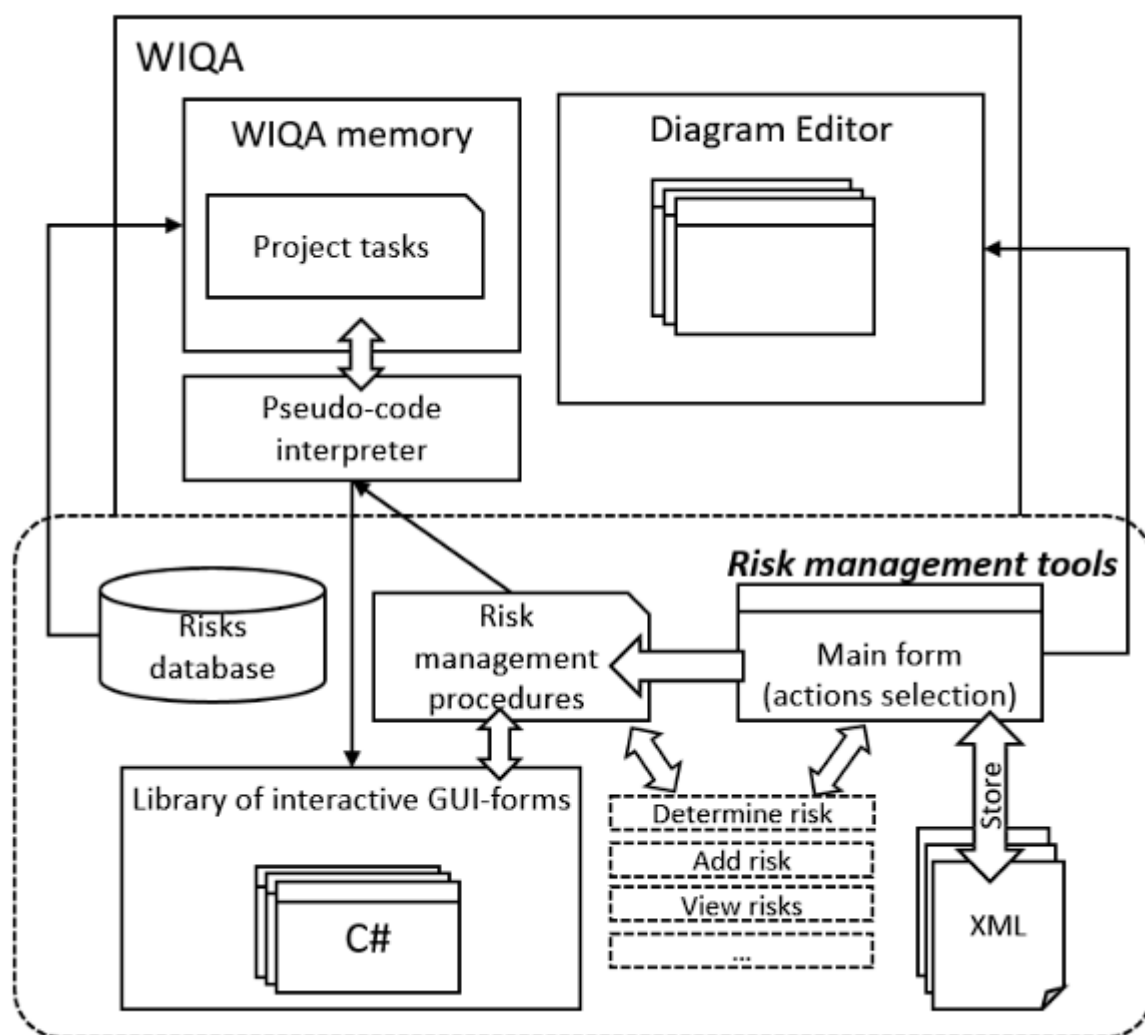 WIQA
WIQA memory
Project tasks
Diagram Editor
Pseudo-code
interpreter
Risk management tools
Risks
database
Risk
management
procedures
Main form
(actions selection)
Library of interactive GUI-forms
C#
Determine risk
Add risk
View risks
...
Store
XML